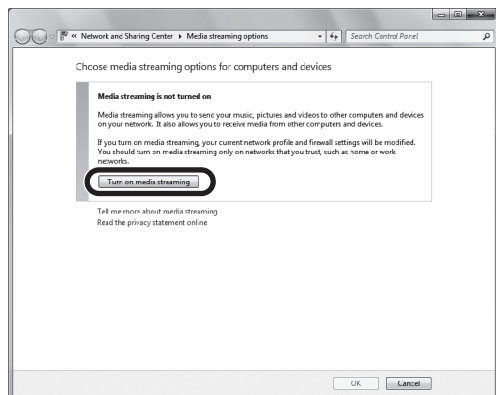 « Network and Sharing Center ▸ Media streaming options Search Control Panel
Choose media streaming options for computers and devices
Media streaming is not turned on
Media streaming allows you to send your music, pictures and videos to other computers and devices
on your network. It also allows you to receive media from other computers and devices.
If you turn on media streaming, your current network profile and firewall settings will be modified.
You should turn on media streaming only on networks that you trust, such as home or work
networks.
Turn on media streaming
Tell me more about media streaming
Read the privacy statement online
OK Cancel